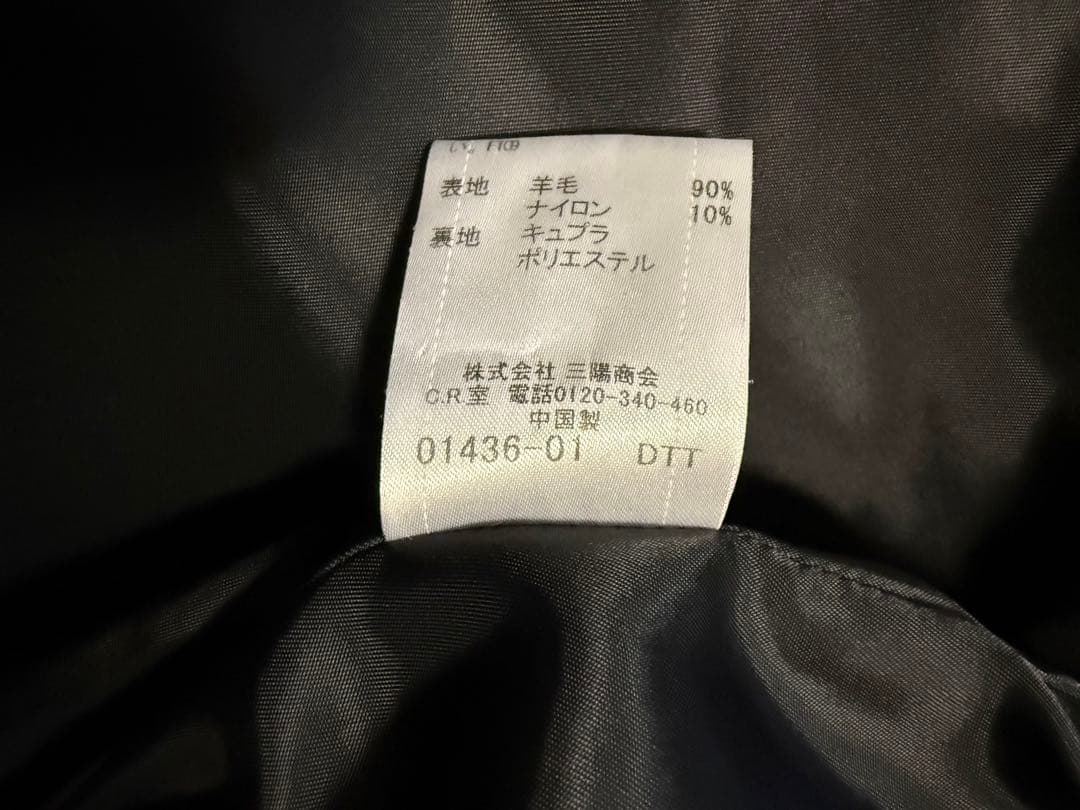 表地 羊毛 90%
ナイロン 10%
裏地 キュプラ
ポリエステル
株式会社 三陽商会
C.R.室 電話0120-340-460
中国製
01436-01 DTT